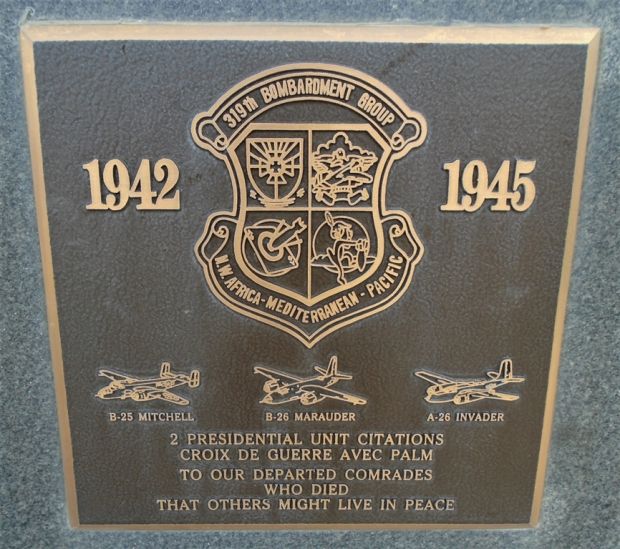 319th BOMBARDMENT GROUP
1942
1945
N.W. AFRICA - MEDITERRANEAN - PACIFIC
B-25 MITCHELL
B-26 MARAUDER
A-26 INVADER
2 PRESIDENTIAL UNIT CITATIONS
CROIX DE GUERRE AVEC PALM
TO OUR DEPARTED COMRADES
WHO DIED
THAT OTHERS MIGHT LIVE IN PEACE